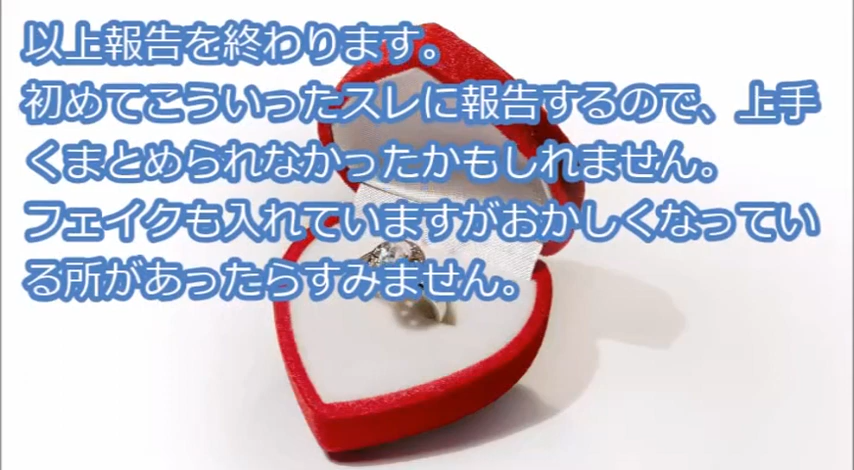 以上報告を終わります。
初めてこういったスレに報告するので、上手
くまとめられなかったかもしれません。
フェイクも入れていますがおかしくなってい
る所があったらすみません。